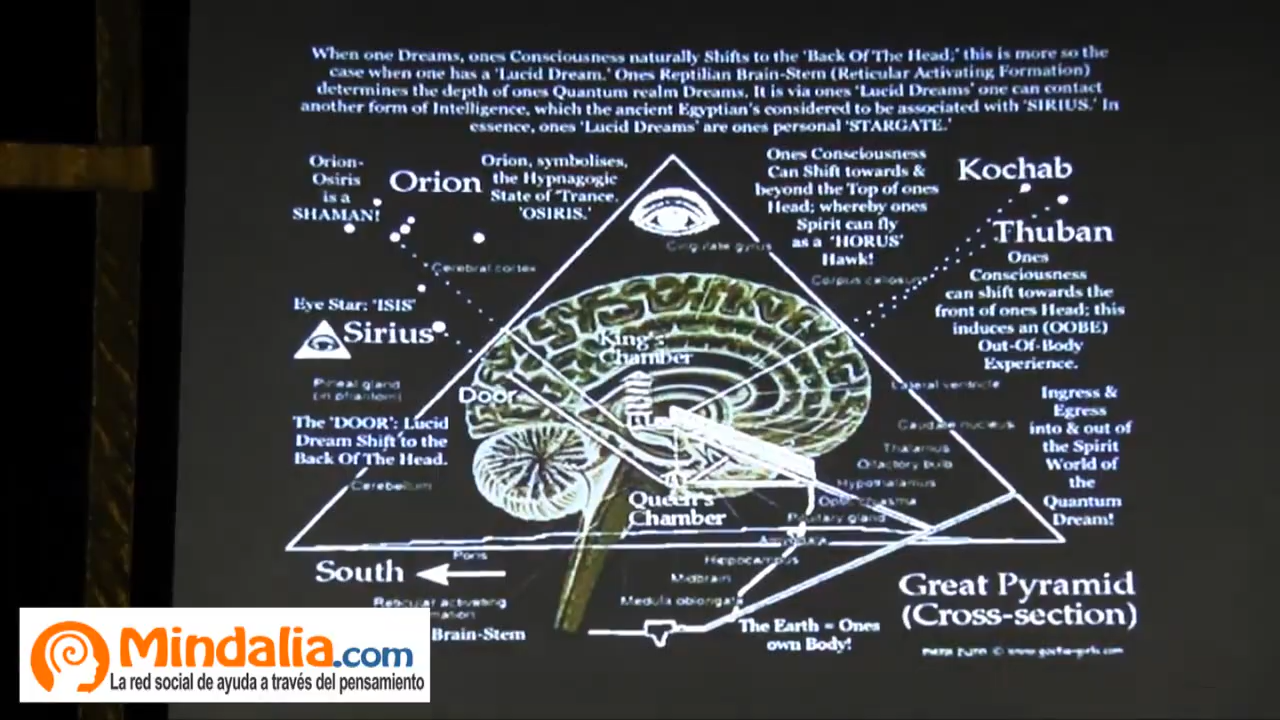 When one Dreams, ones Consciousness naturally Shifts to the 'Back Of The Head;' this is more so the
case when one has a 'Lucid Dream.' Ones Reptilian Brain-Stem (Reticular Activating Formation)
determines the depth of ones Quantum realm Dreams. It is via ones 'Lucid Dreams' one can contact
another form of Intelligence, which the ancient Egyptian's considered to be associated with 'SIRIUS.' In
essence, ones 'Lucid Dreams' are ones personal 'STARGATE.'
Orion-
Osiris
is a
SHAMAN!
Orion
Orion, symbolises,
the Hypnagogic
State of 'Trance.
'OSIRIS.'
Ones Consciousness
Can Shift towards &
beyond the Top of ones
Head; whereby ones
Spirit can fly
as a 'HORUS'
Hawk!
Kochab
Thuban
Ones
Consciousness
can shift towards the
front of ones Head; this
induces an (OOBE)
Out-Of-Body
Experience.
Cingulate gyrus
Cerebral cortex
Corpus callosum
Eye Star: 'ISIS'
Sirius
King's
Chamber
Pineal gland
(in phantom)
Door
Lateral ventricle
Ingress &
Egress
into & out of
the Spirit
World of
the
Quantum
Dream!
The 'DOOR': Lucid
Dream Shift to the
Back Of The Head.
Caudate nucleus
Thalamus
Olfactory bulb
Hypothalamus
Cerebellum
Queen's
Chamber
Optic chiasma
Pituitary gland
Amygdala
Pons
Hippocampus
South
Midbrain
Great Pyramid
(Cross-section)
Reticular activating
Medula oblongata
Brain-Stem
The Earth = Ones
own Body!
Mindalia.com
La red social de ayuda a través del pensamiento